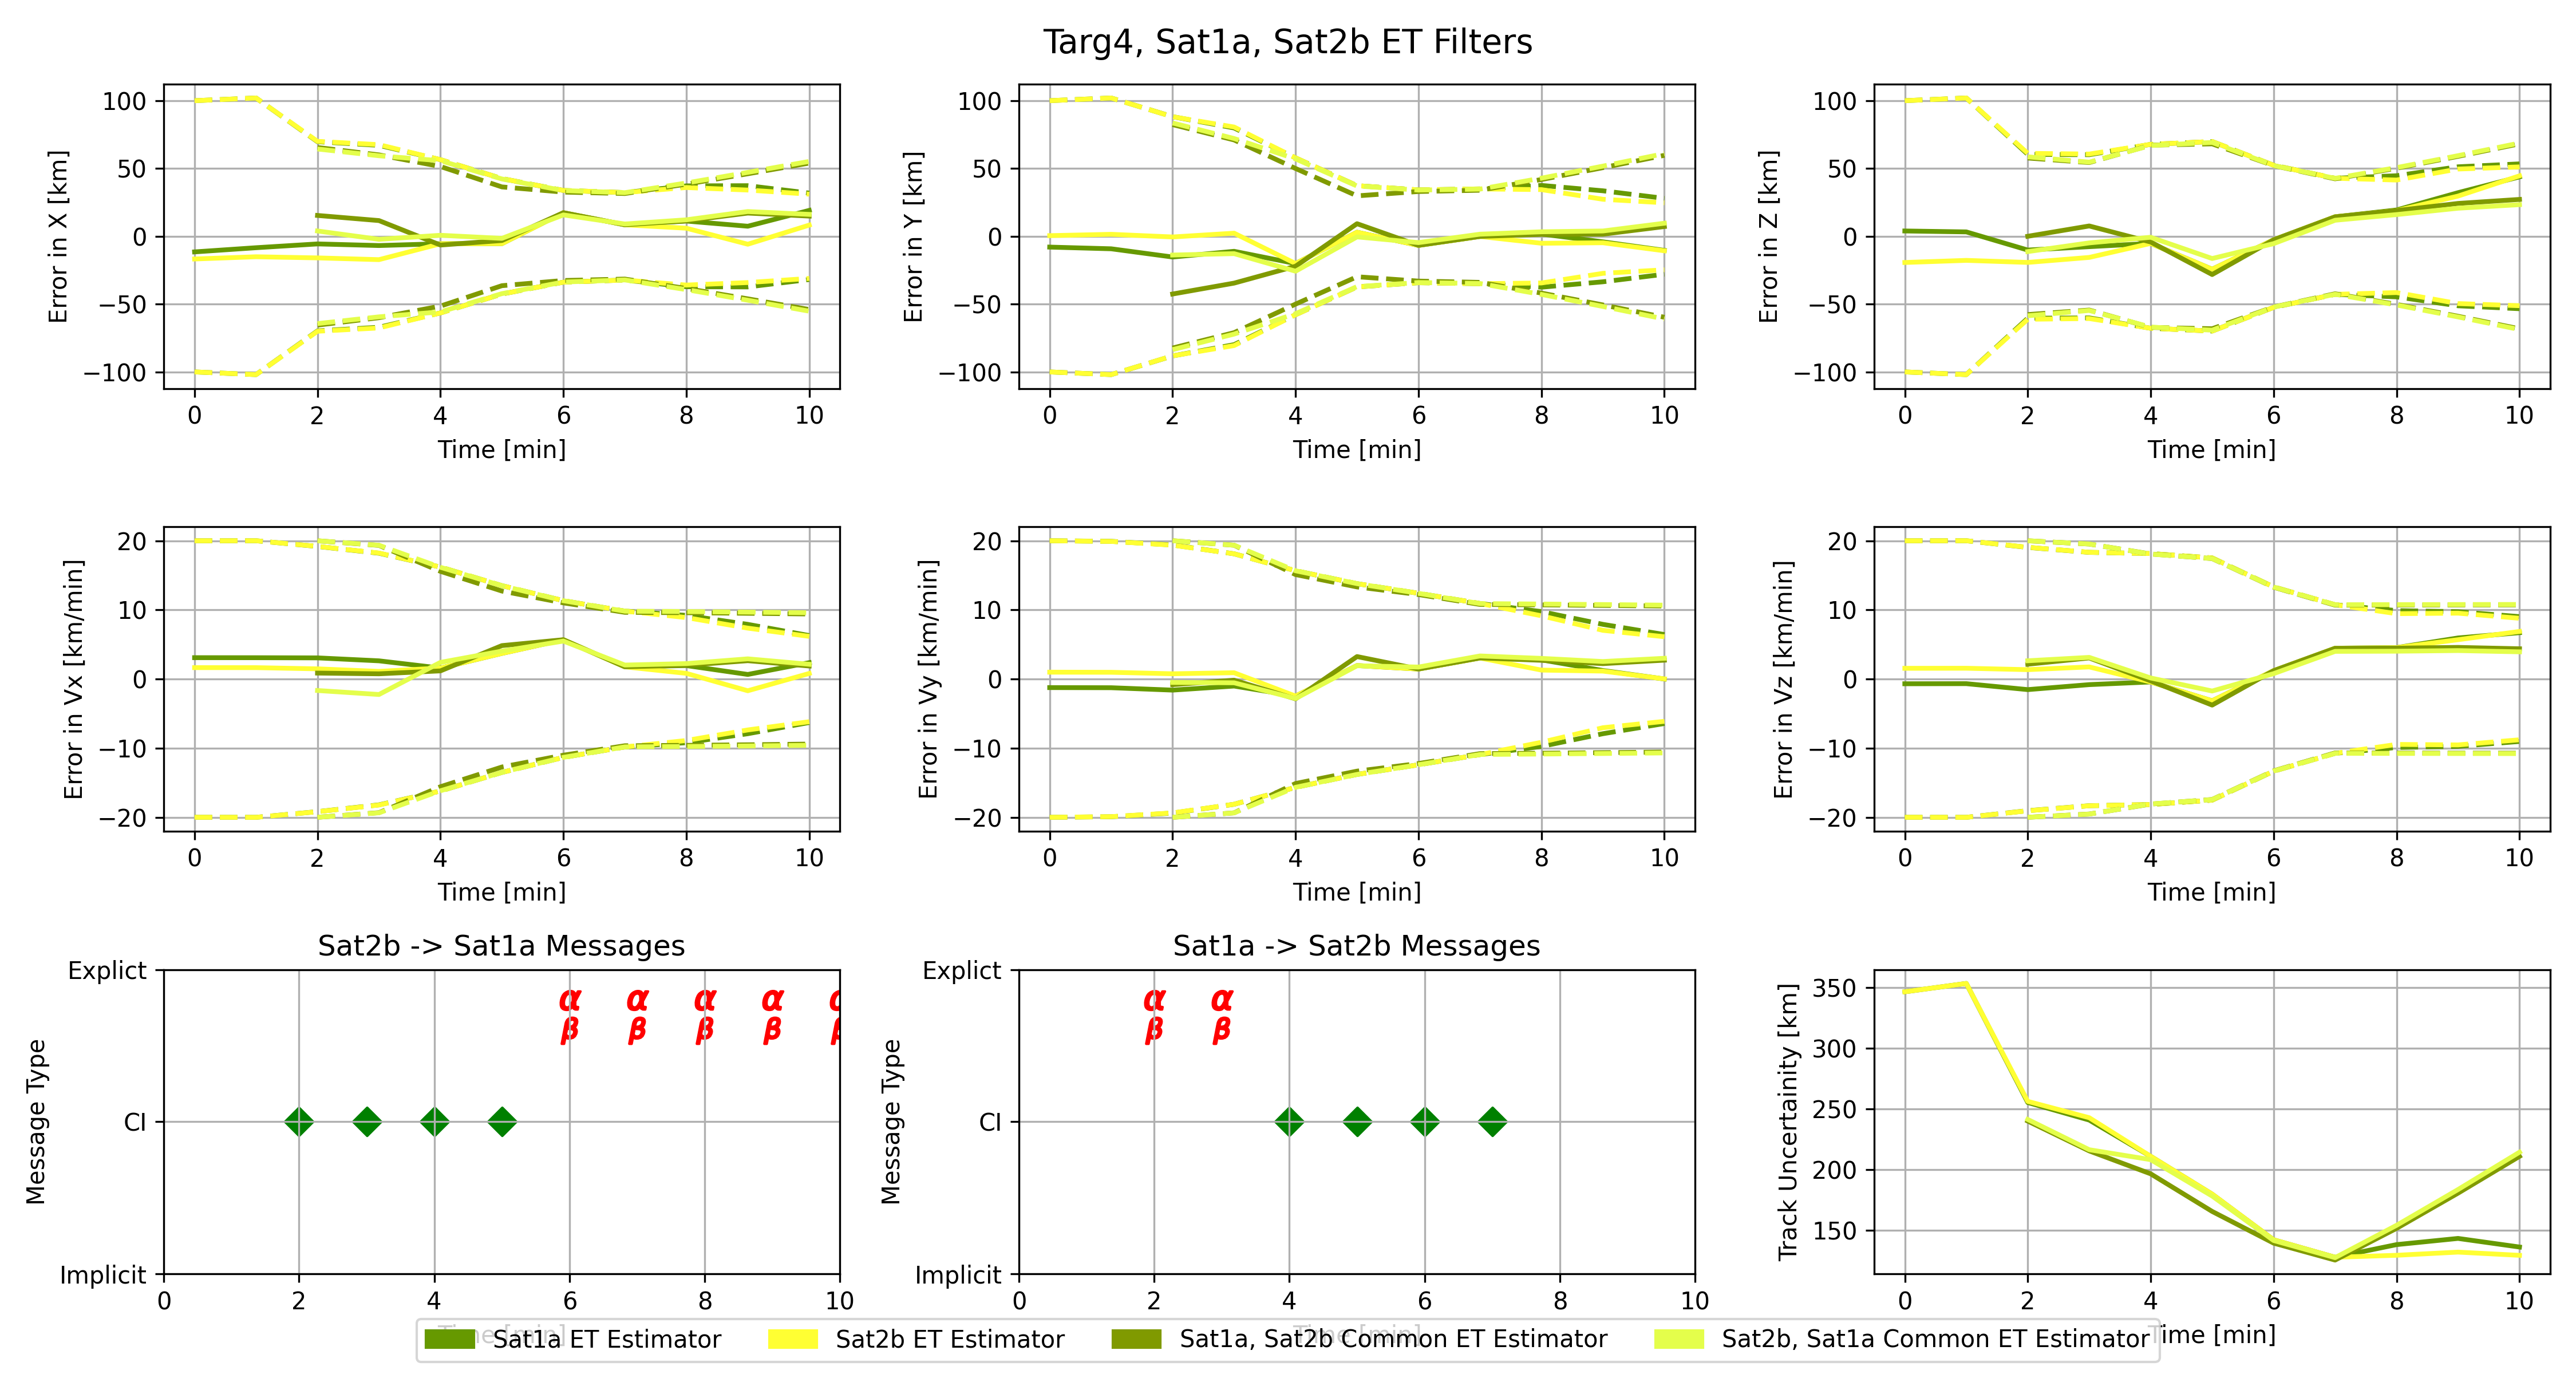 Targ4, Sat1a, Sat2b ET Filters
Error in X [km]
100
50
0
−50
−100
0 2 4 6 8 10
Time [min]
Error in Y [km]
100
50
0
−50
−100
0 2 4 6 8 10
Time [min]
Error in Z [km]
100
50
0
−50
−100
0 2 4 6 8 10
Time [min]
Error in Vx [km/min]
20
10
0
−10
−20
0 2 4 6 8 10
Time [min]
Error in Vy [km/min]
20
10
0
−10
−20
0 2 4 6 8 10
Time [min]
Error in Vz [km/min]
20
10
0
−10
−20
0 2 4 6 8 10
Time [min]
Sat2b -> Sat1a Messages
Message Type
Explict
α α α α α
β β β β β
CI
Implicit
0 2 4 6 8 10
Time [min]
Sat1a -> Sat2b Messages
Message Type
Explict
α α
β β
CI
Implicit
0 2 4 6 8 10
Time [min]
Track Uncertainity [km]
350
300
250
200
150
0 2 4 6 8 10
Time [min]
Sat1a ET Estimator Sat2b ET Estimator Sat1a, Sat2b Common ET Estimator Sat2b, Sat1a Common ET Estimator